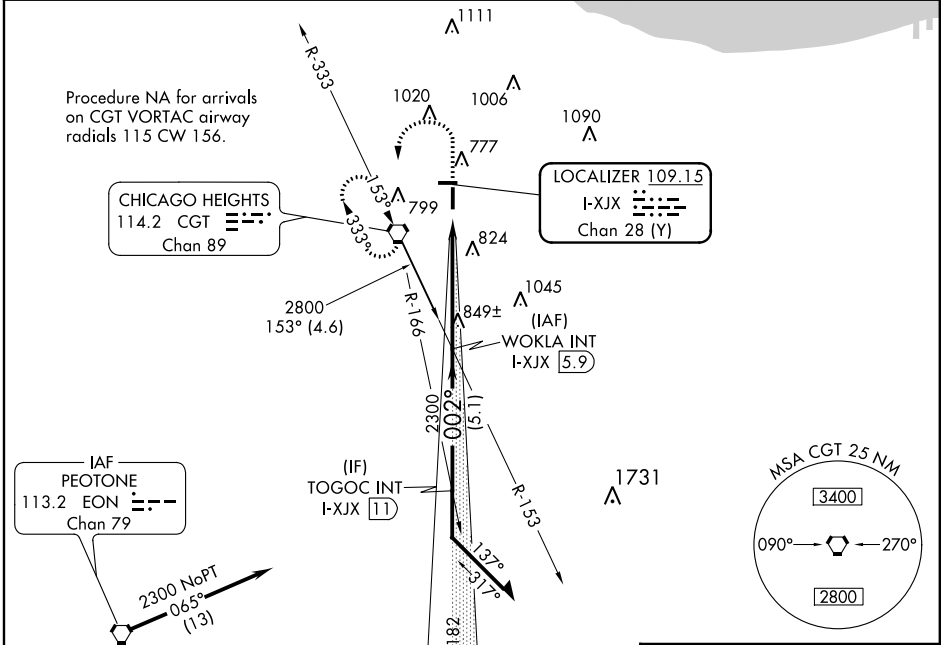 1111
R-333
Procedure NA for arrivals
on CGT VORTAC airway
radials 115 CW 156.
1020
1006
1090
777
LOCALIZER 109.15
I-XJX
Chan 28 (Y)
CHICAGO HEIGHTS
114.2 CGT
Chan 89
153°
333°
799
824
2800
153° (4.6)
R-166
1045
849±
(IAF)
WOKLA INT
I-XJX 5.9
2300
002°
(5.1)
R-153
IAF
PEOTONE
113.2 EON
Chan 79
(IF)
TOGOC INT
I-XJX 11
1731
MSA CGT 25 NM
3400
090°
270°
2800
137°
317°
2300 NoPT
065°
(13)
182